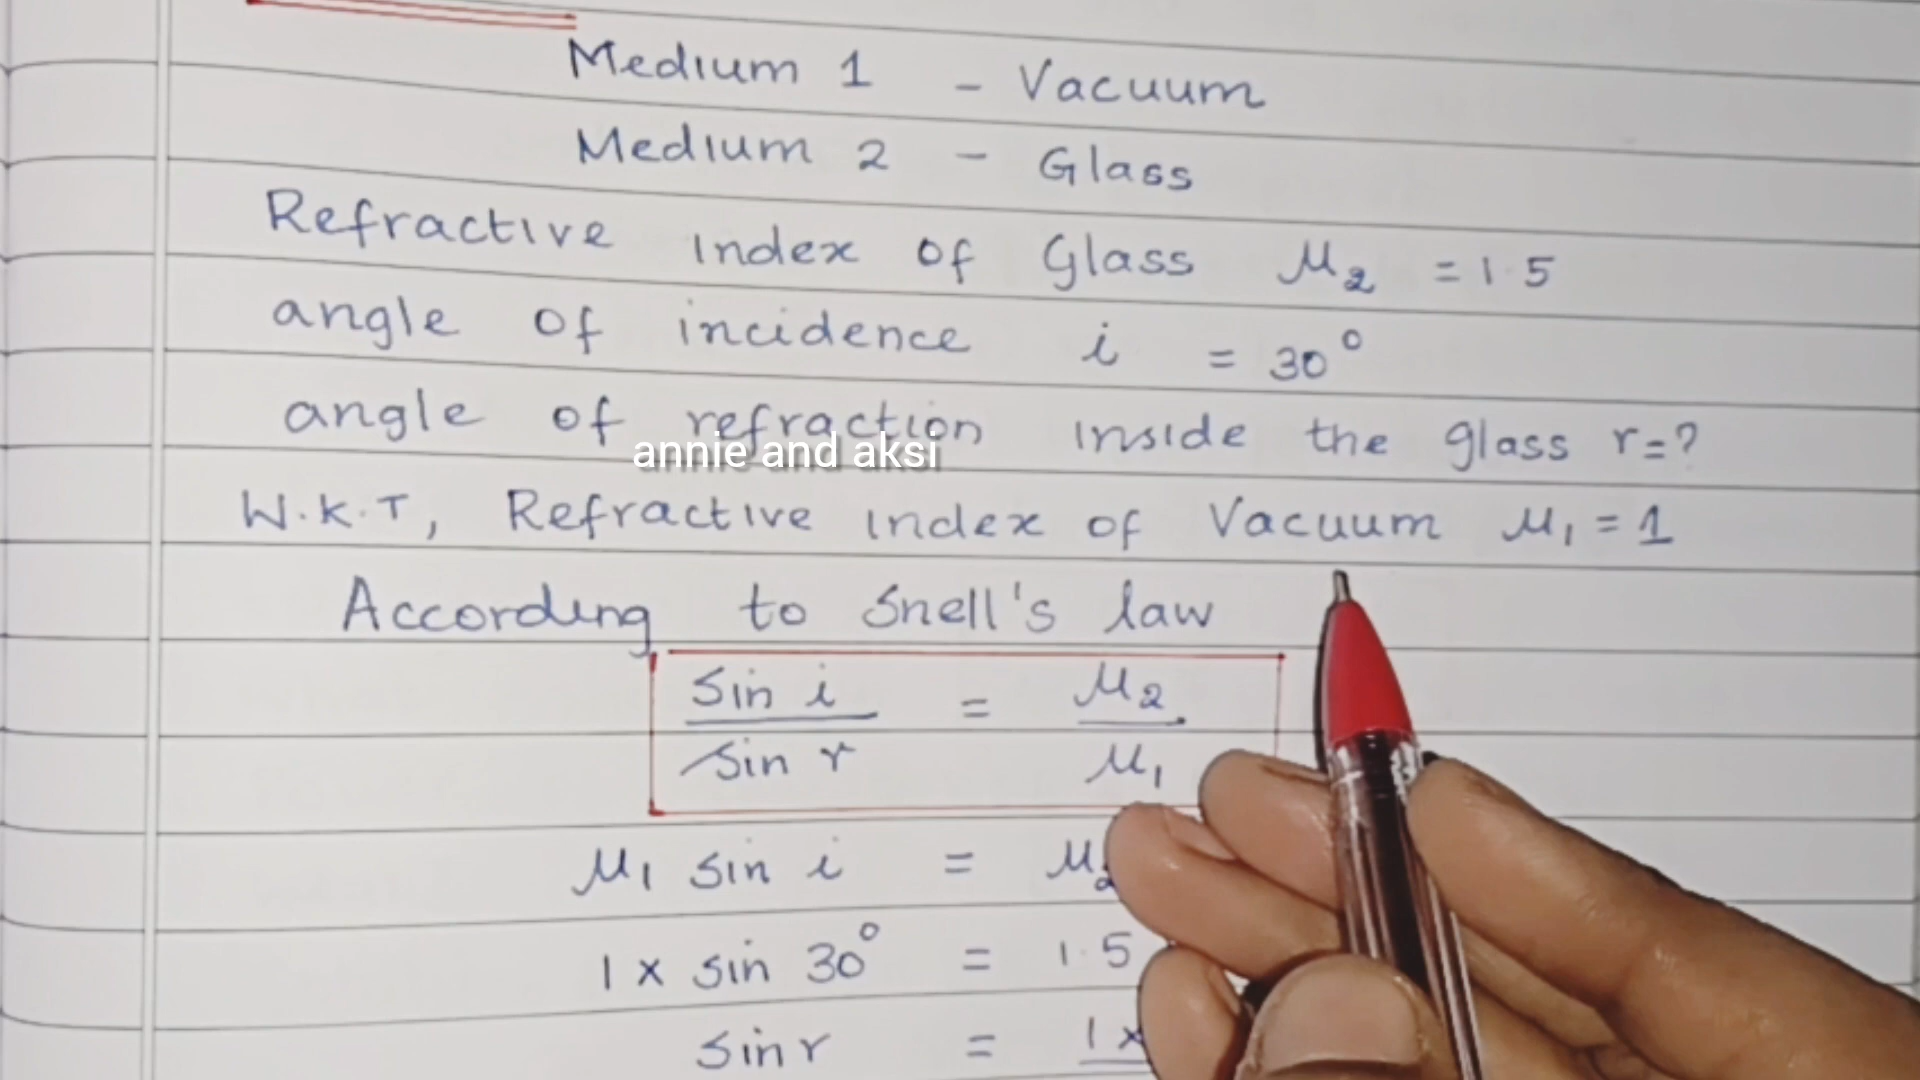 Medium 1 - Vacuum
Medium 2 - Glass
Refractive index of Glass μ₂ = 1.5
angle of incidence i = 30°
angle of refraction inside the glass r=?
annie and aksi
W.K.T, Refractive index of Vacuum μ₁ = 1
According to Snell's law
sin i / sin r = μ₂ / μ₁
μ₁ sin i = μ₂
1 x sin 30° = 1.5
sin r = 1 x